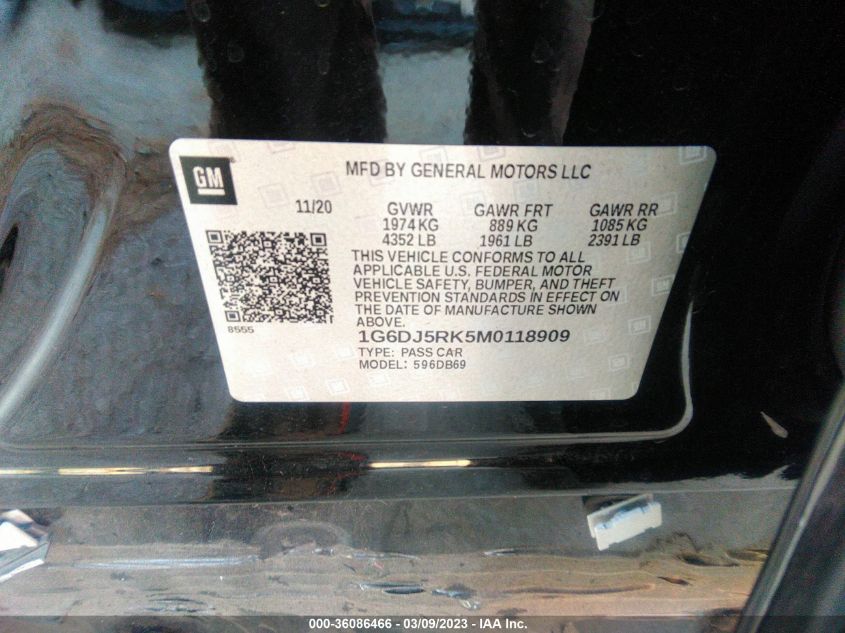 GM
MFD BY GENERAL MOTORS LLC
11/20 GVWR GAWR FRT GAWR RR
1974 KG 889 KG 1085 KG
4352 LB 1961 LB 2391 LB
THIS VEHICLE CONFORMS TO ALL
APPLICABLE U.S. FEDERAL MOTOR
VEHICLE SAFETY, BUMPER, AND THEFT
PREVENTION STANDARDS IN EFFECT ON
THE DATE OF MANUFACTURE SHOWN
ABOVE.
8555
1G6DJ5RK5M0118909
TYPE: PASS CAR
MODEL: 596DB69
000-36086466 - 03/09/2023 - IAA Inc.